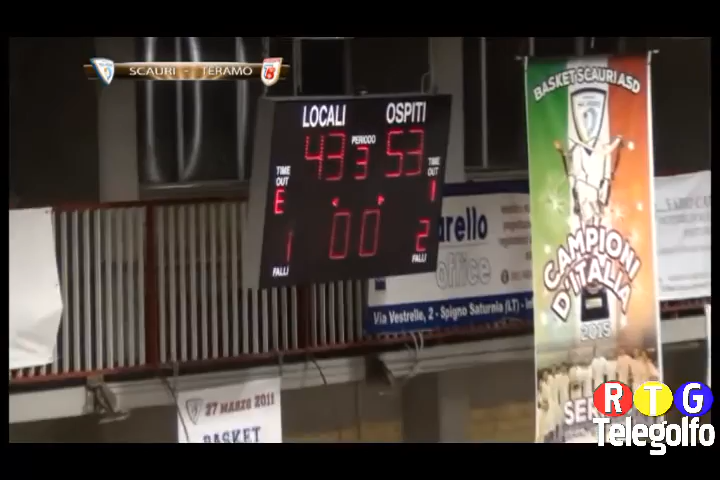 SCAURI - TERAMO
LOCALI OSPITI
PERIODO
43 3 53
TIME OUT TIME OUT
E 1
00
1 2
FALLI FALLI
BASKET SCAURI ASD
CAMPIONI
D'ITALIA
2015
SER
arello
office
Via Vestrelle, 2 - Spigno Saturnia (LT) -
27 MARZO 2011
BASKET
RTG
Telegolfo